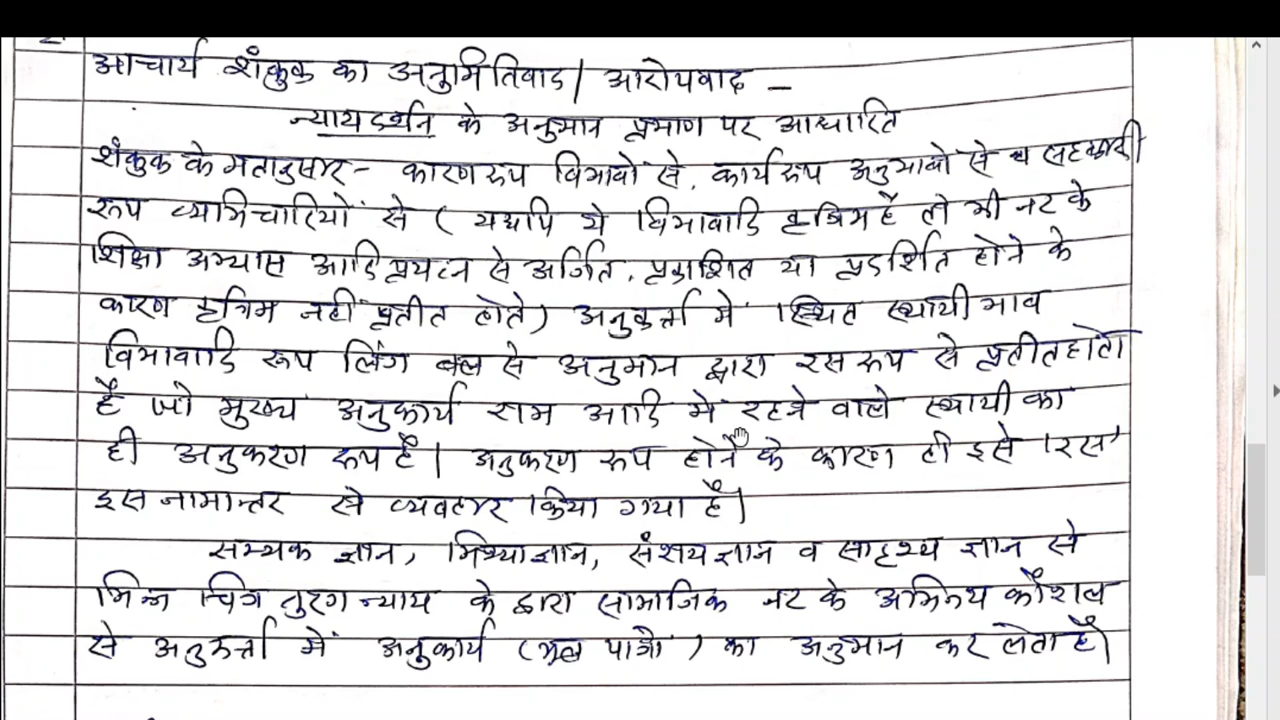 आचार्य शंकुक का अनुमितिवाद / आरोपवाद –
न्यायदर्शन के अनुमान प्रमाण पर आधारित
शंकुक के मतानुसार - कारण रूप विभावों से, कार्य रूप अनुभावों से व सहकारी
रूप व्यभिचारियों से ( यद्यपि ये विभावादि कृत्रिम हैं तो भी नट के
शिक्षा अभ्यास आदि प्रयत्न से अर्जित, प्रकाशित या प्रदर्शित होने के
कारण कृत्रिम नहीं प्रतीत होते) अनुकर्त्ता में स्थित स्थायी भाव
विभावादि रूप लिंग बल से अनुमान द्वारा रस रूप से प्रतीत होता
है जो मुख्य अनुकार्य राम आदि में रहने वाले स्थायी का
ही अनुकरण रूप है। अनुकरण रूप होने के कारण ही इसे 'रस'
इस नामान्तर से व्यवहार किया गया है।
सम्यक ज्ञान, मिथ्याज्ञान, संशयज्ञान व सादृश्य ज्ञान से
भिन्न चित्र तुरग न्याय के द्वारा सामाजिक नट के अभिनय कौशल
से अनुकर्त्ता में अनुकार्य (मूल पात्रों) का अनुमान कर लेता है।